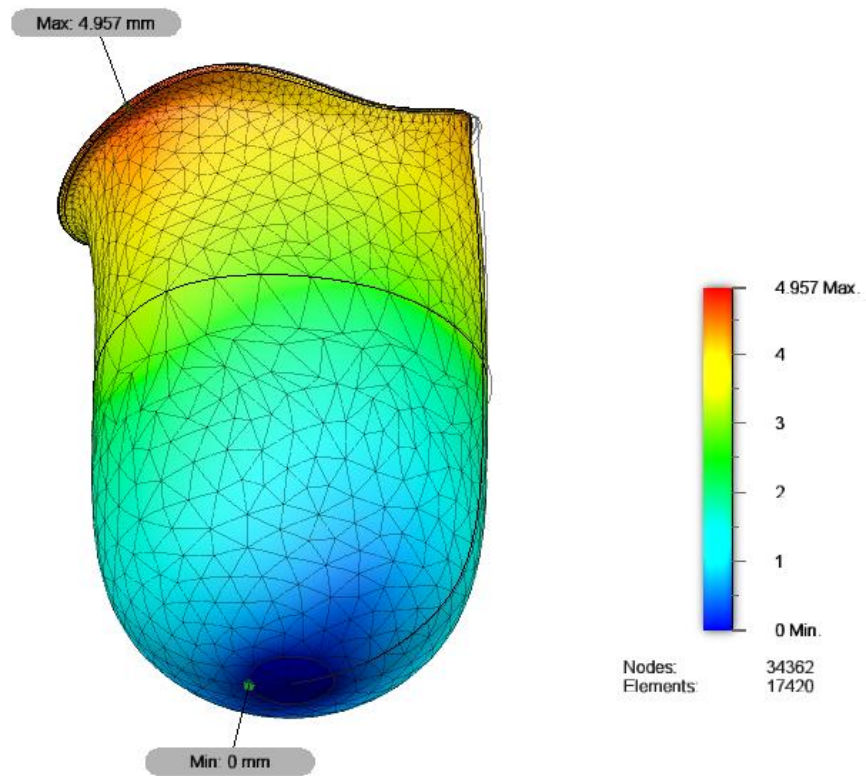 Max: 4.957 mm
4.957 Max.
4
3
2
1
0 Min.
Nodes: 34362
Elements: 17420
Min: 0 mm